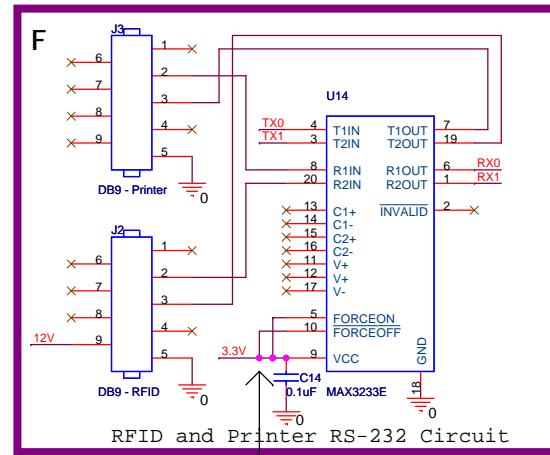 F
J3
1
6
2
7
3
8
4
9
5
DB9 - Printer
0
J2
1
6
2
7
3
8
4
12V
9
5
DB9 - RFID
0
U14
TX0 4 T1IN T1OUT 7
TX1 3 T2IN T2OUT 19
8 R1IN R1OUT 6 RX0
20 R2IN R2OUT 1 RX1
13 C1+ INVALID 2
14 C1-
15 C2+
16 C2-
11 V+
12 V+
17 V-
5 FORCEON
10 FORCEOFF
3.3V 9 VCC
GND
18
C14
0.1uF
MAX3233E
0
0
RFID and Printer RS-232 Circuit